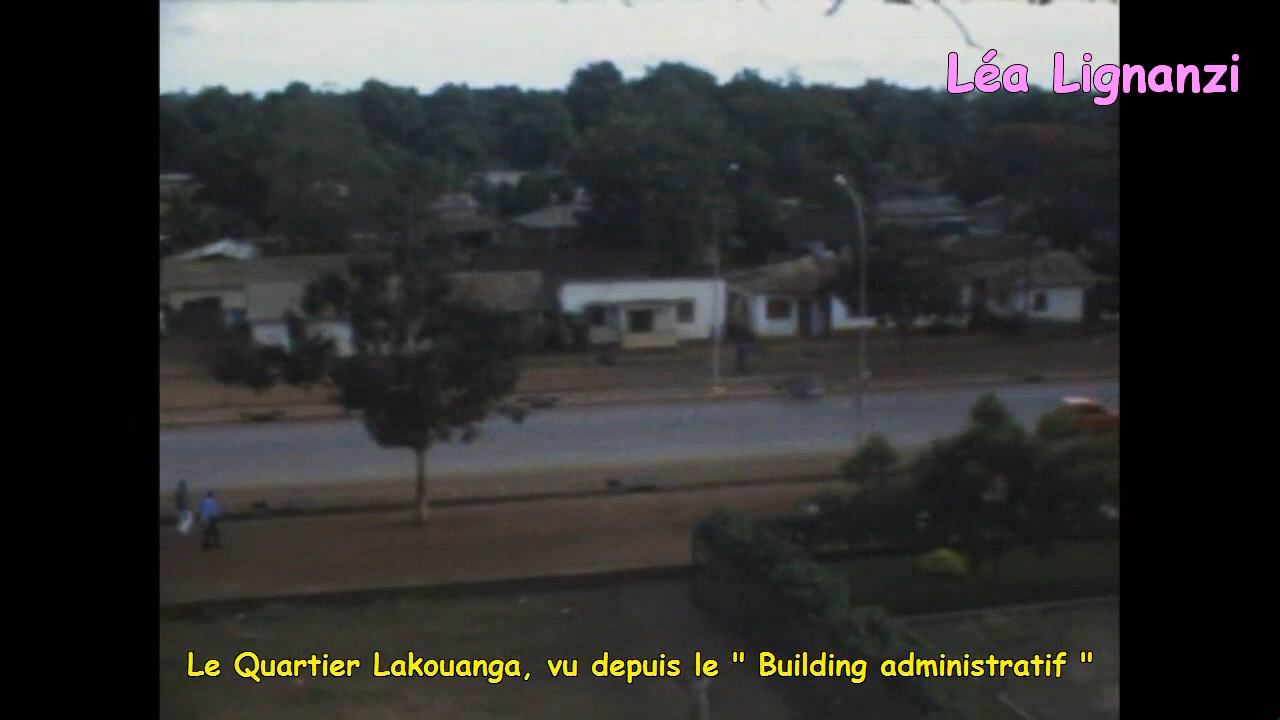 Léa Lignanzi
Le Quartier Lakouanga, vu depuis le " Building administratif "